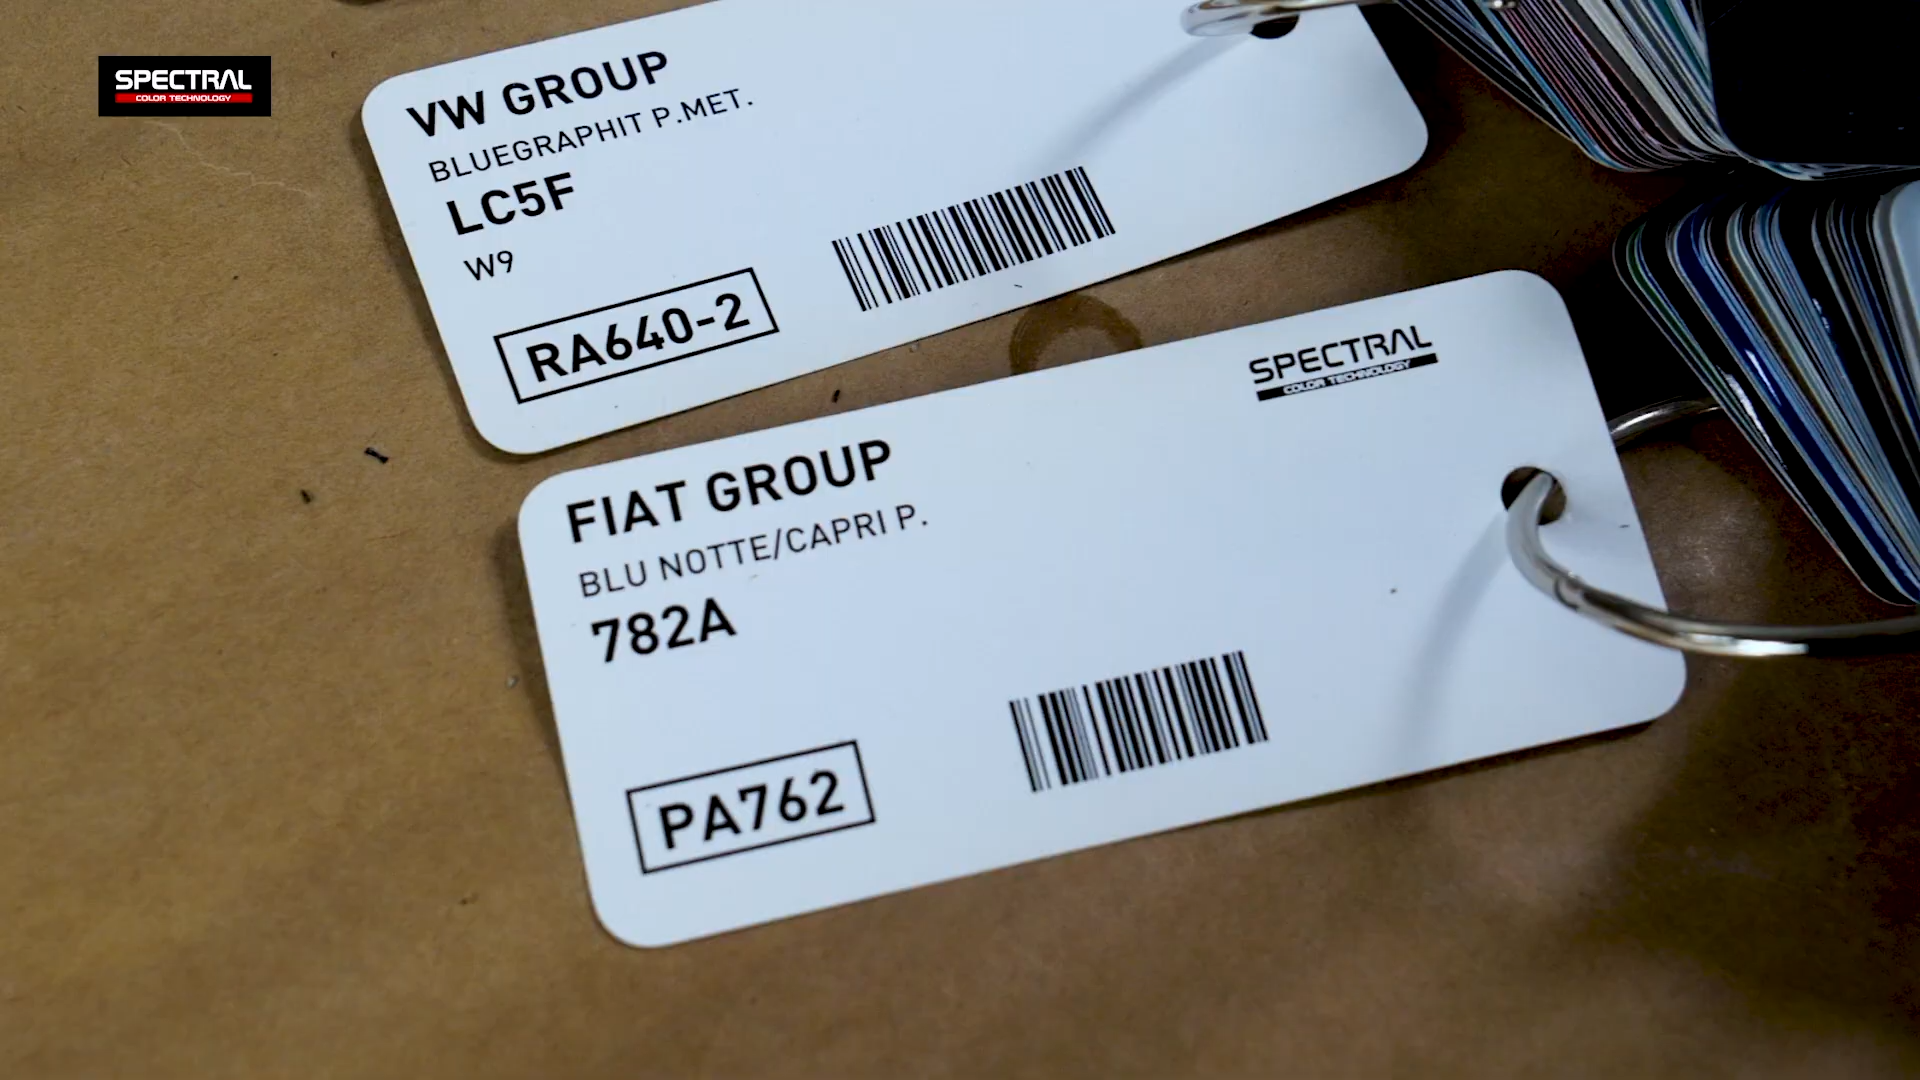 SPECTRAL
COLOR TECHNOLOGY
VW GROUP
BLUEGRAPHIT P.MET.
LC5F
W9
RA640-2
SPECTRAL
COLOR TECHNOLOGY
FIAT GROUP
BLU NOTTE/CAPRI P.
782A
PA762